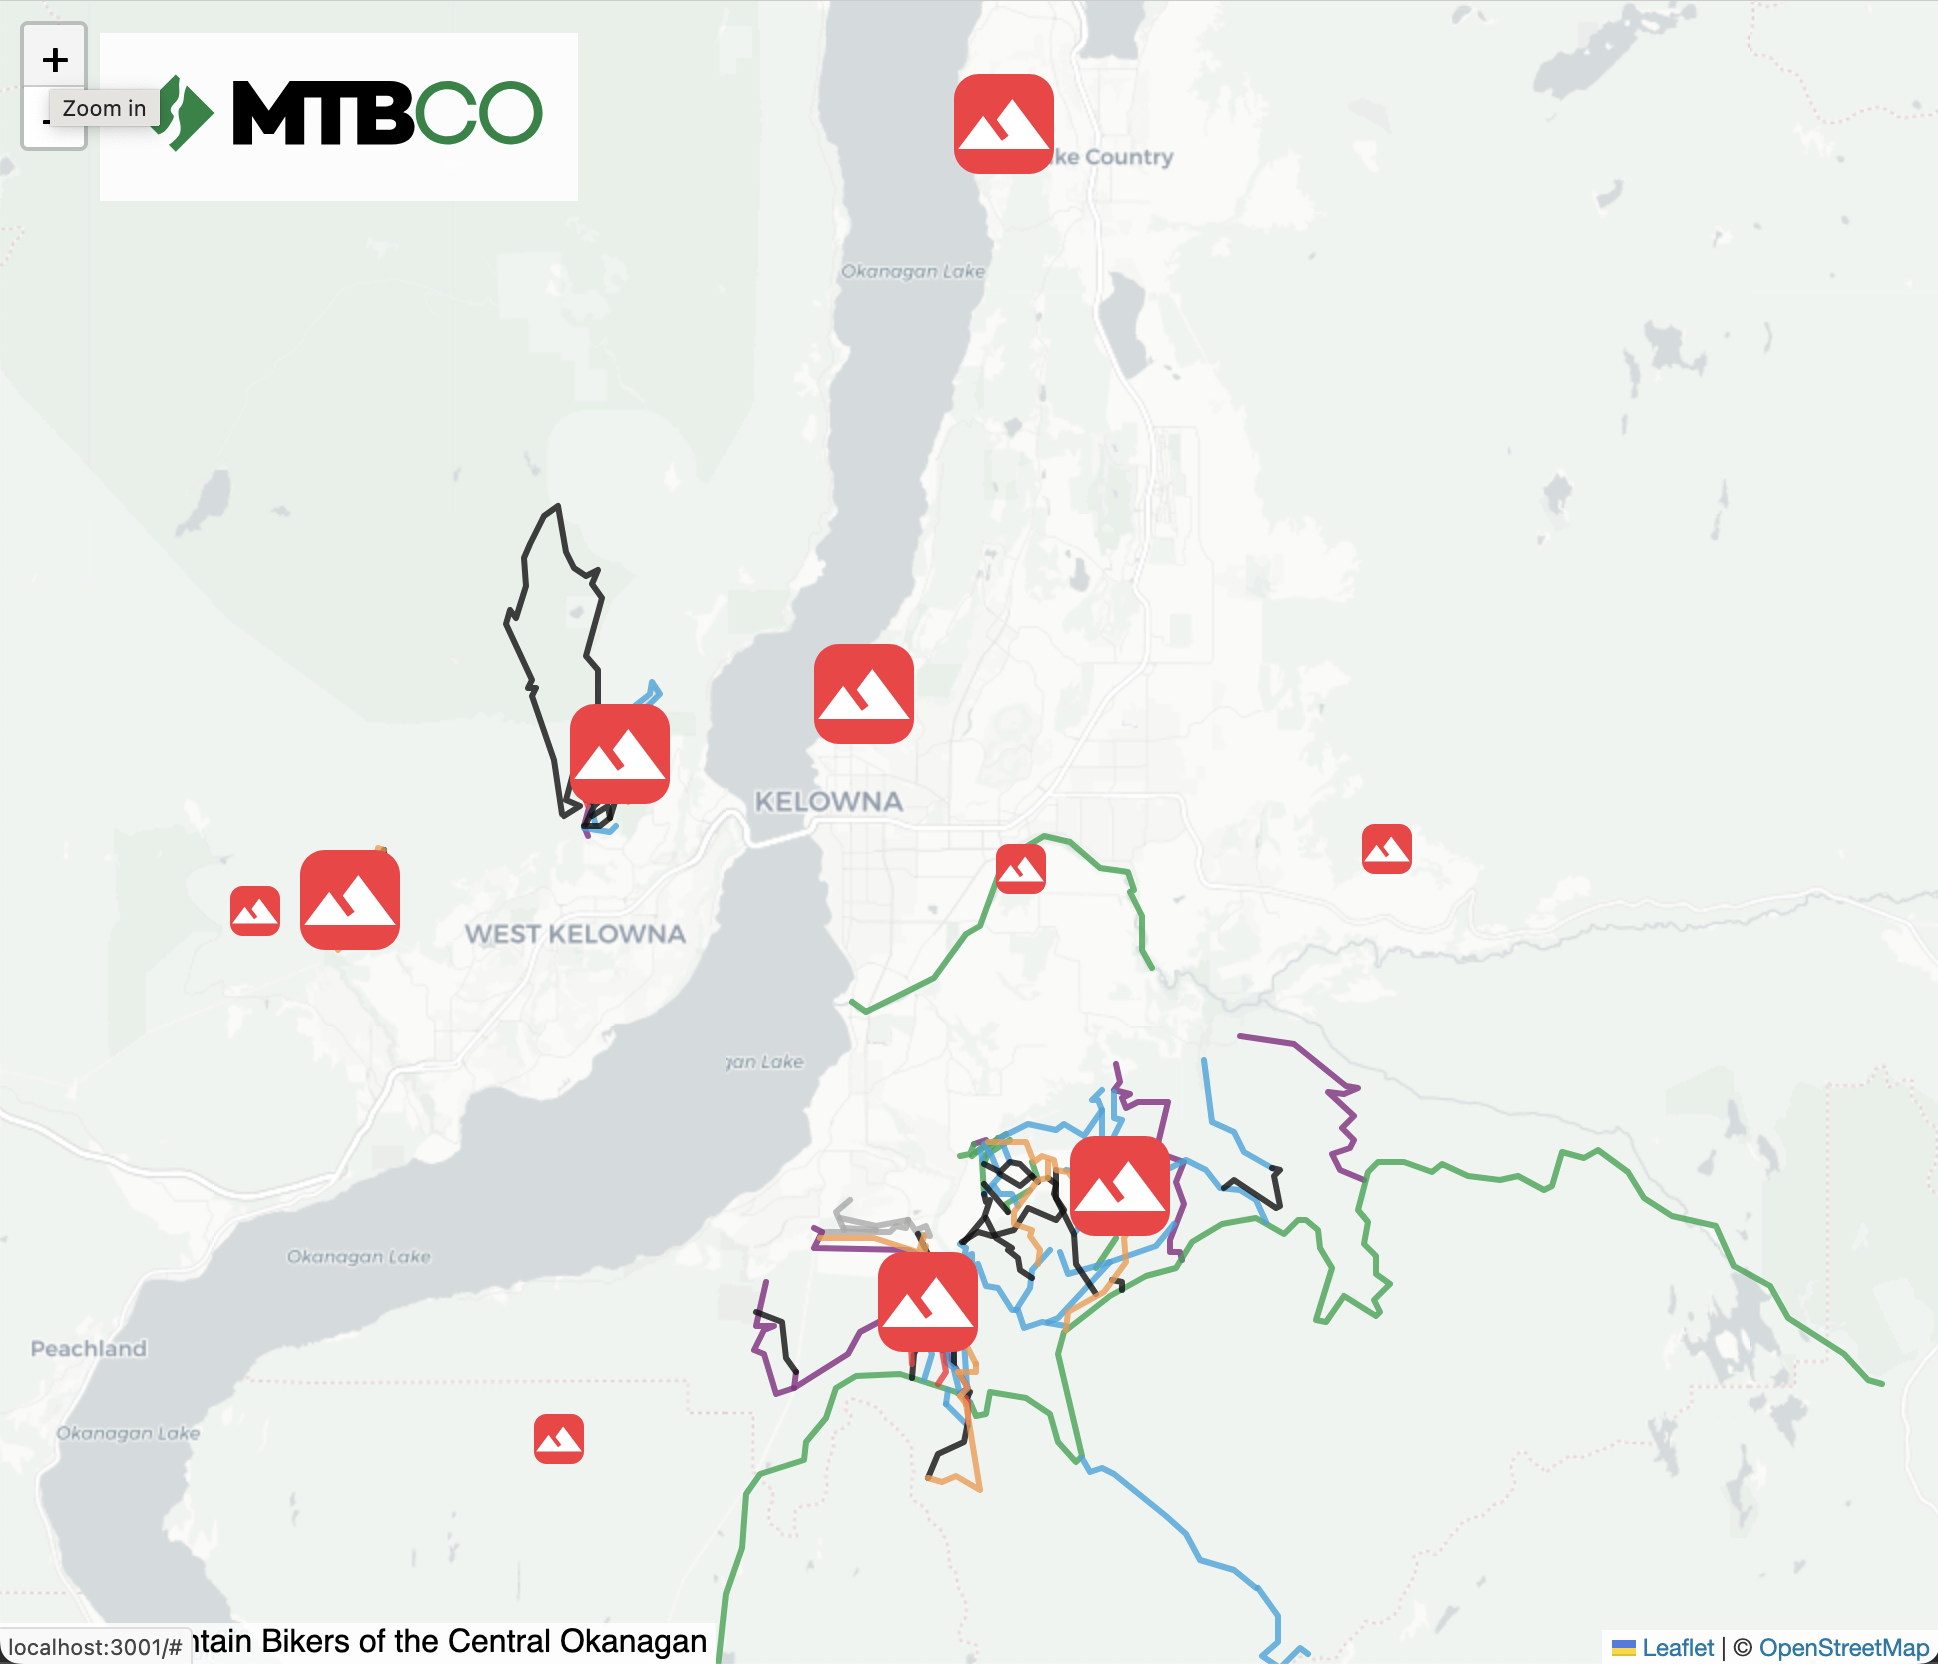 +
Zoom in
MTBCO
ke Country
Okanagan Lake
KELOWNA
WEST KELOWNA
gan Lake
Okanagan Lake
Peachland
Okanagan Lake
localhost:3001/#
ntain Bikers of the Central Okanagan
Leaflet | © OpenStreetMap